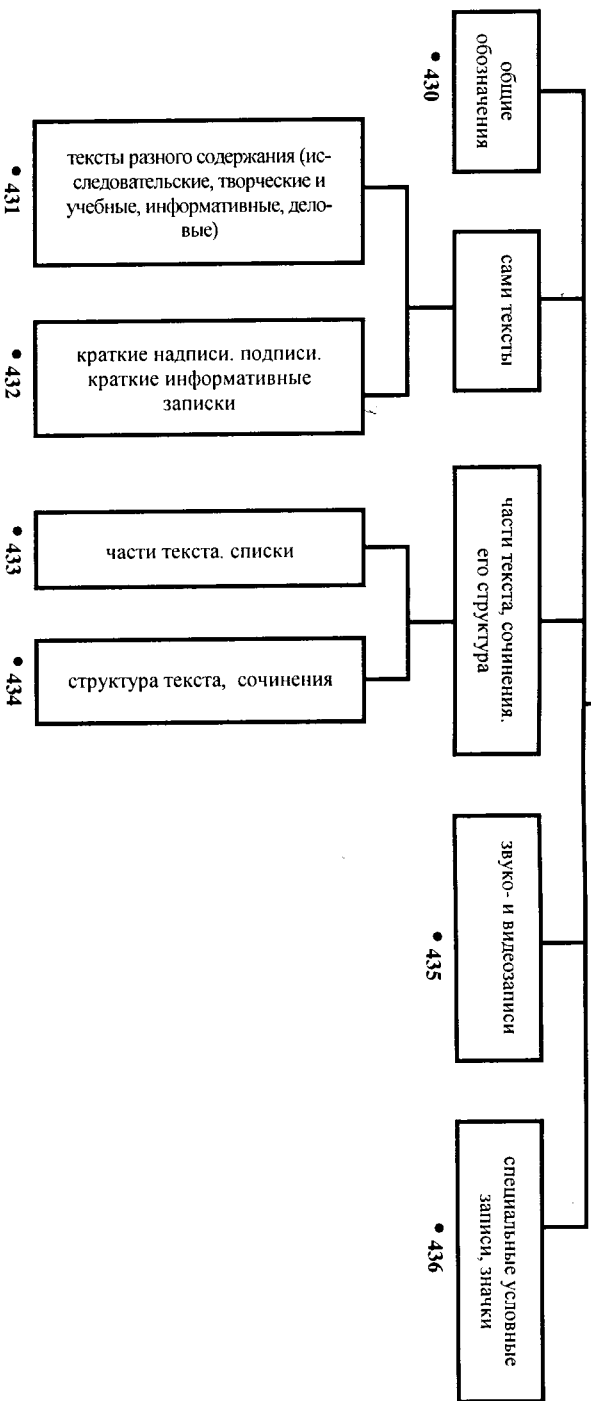 общие
обозначения
• 430
сами тексты
тексты разного содержания (ис-
следовательские, творческие и
учебные, информативные, дело-
вые)
• 431
краткие надписи. подписи.
краткие информативные
записки
• 432
части текста, сочинения.
его структура
части текста. списки
• 433
структура текста, сочинения
• 434
звуко- и видеозаписи
• 435
специальные условные
записи, значки
• 436